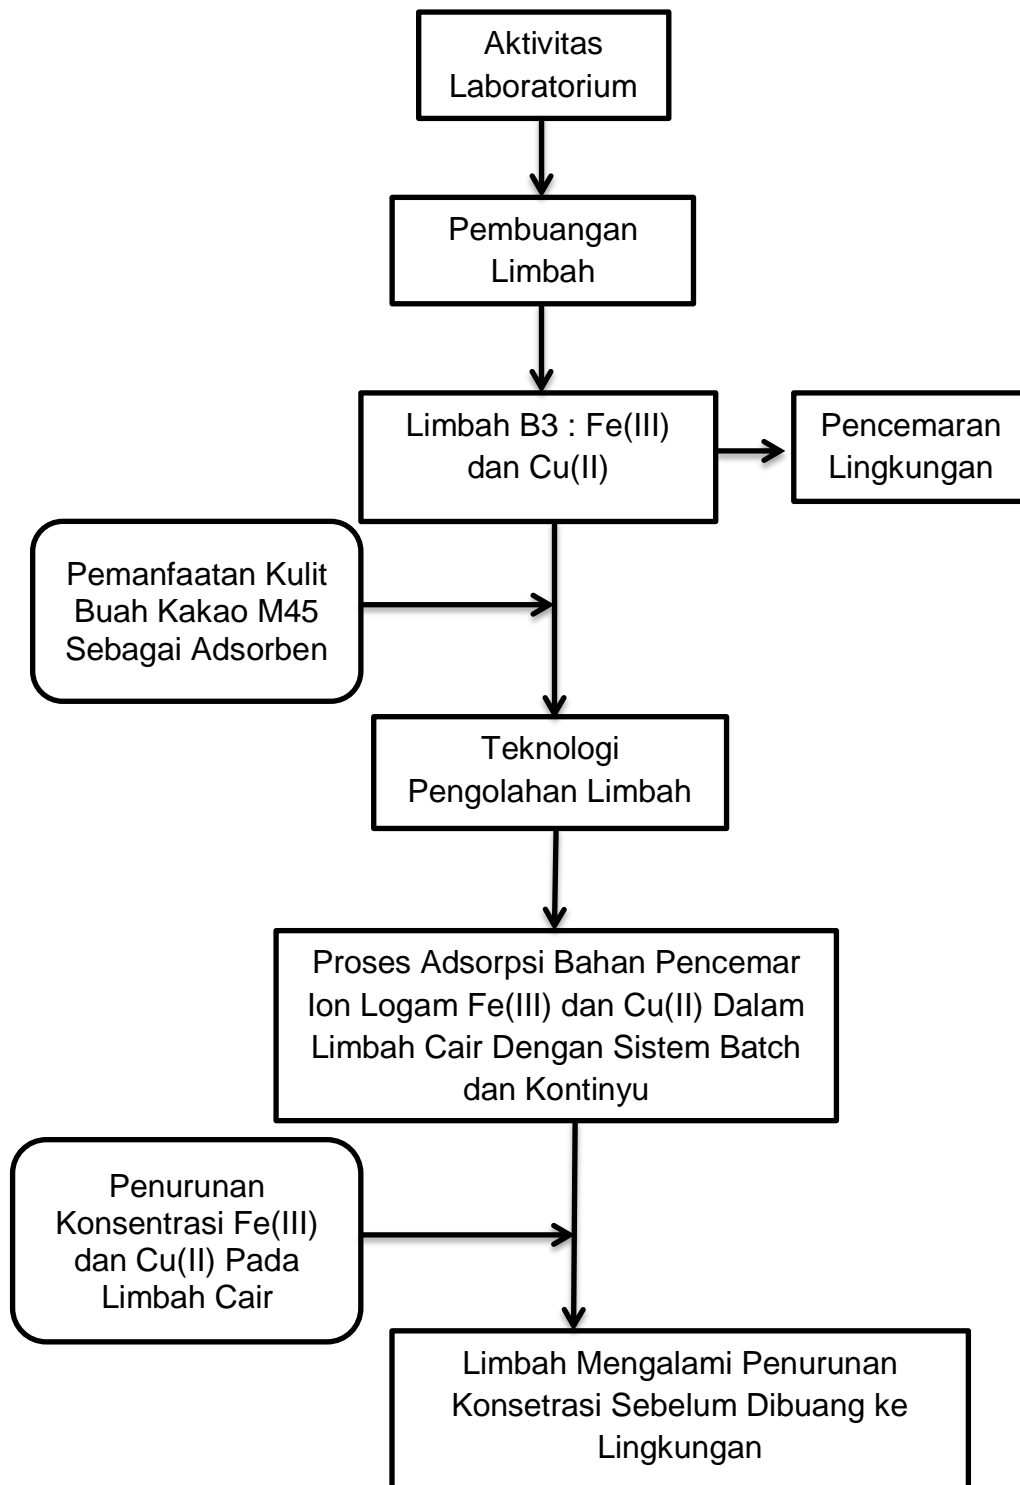 Aktivitas
Laboratorium
Pembuangan
Limbah
Limbah B3 : Fe(III)
dan Cu(II)
Pencemaran
Lingkungan
Pemanfaatan Kulit
Buah Kakao M45
Sebagai Adsorben
Teknologi
Pengolahan Limbah
Proses Adsorpsi Bahan Pencemar
Ion Logam Fe(III) dan Cu(II) Dalam
Limbah Cair Dengan Sistem Batch
dan Kontinyu
Penurunan
Konsentrasi Fe(III)
dan Cu(II) Pada
Limbah Cair
Limbah Mengalami Penurunan
Konsetrasi Sebelum Dibuang ke
Lingkungan